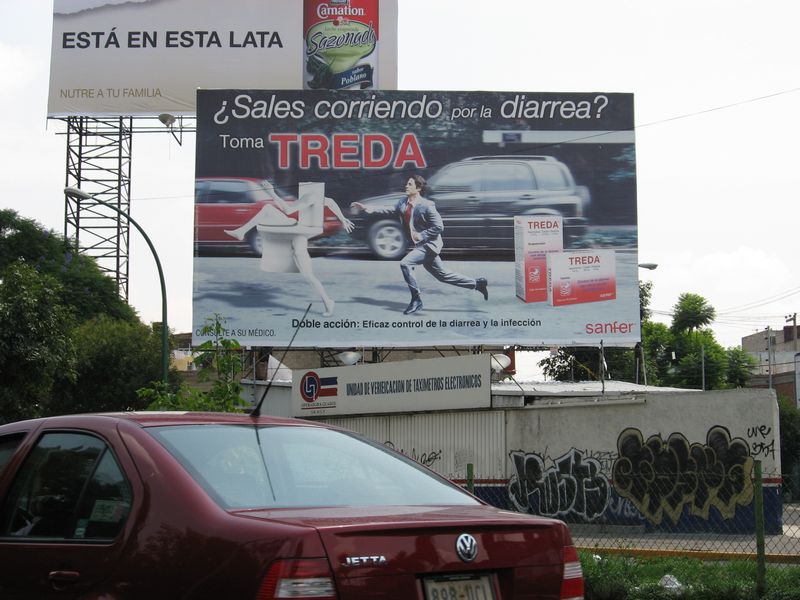 ESTÁ EN ESTA LATA
NUTRE A TU FAMILIA
Carnation
Sazonada
Poblano
¿Sales corriendo por la diarrea?
Toma TREDA
TREDA
TREDA
CONSULTE A SU MÉDICO.
Doble acción: Eficaz control de la diarrea y la infección
sanfer
UNIDAD DE VERIFICACION DE TAXIMETROS ELECTRONICOS
JETTA